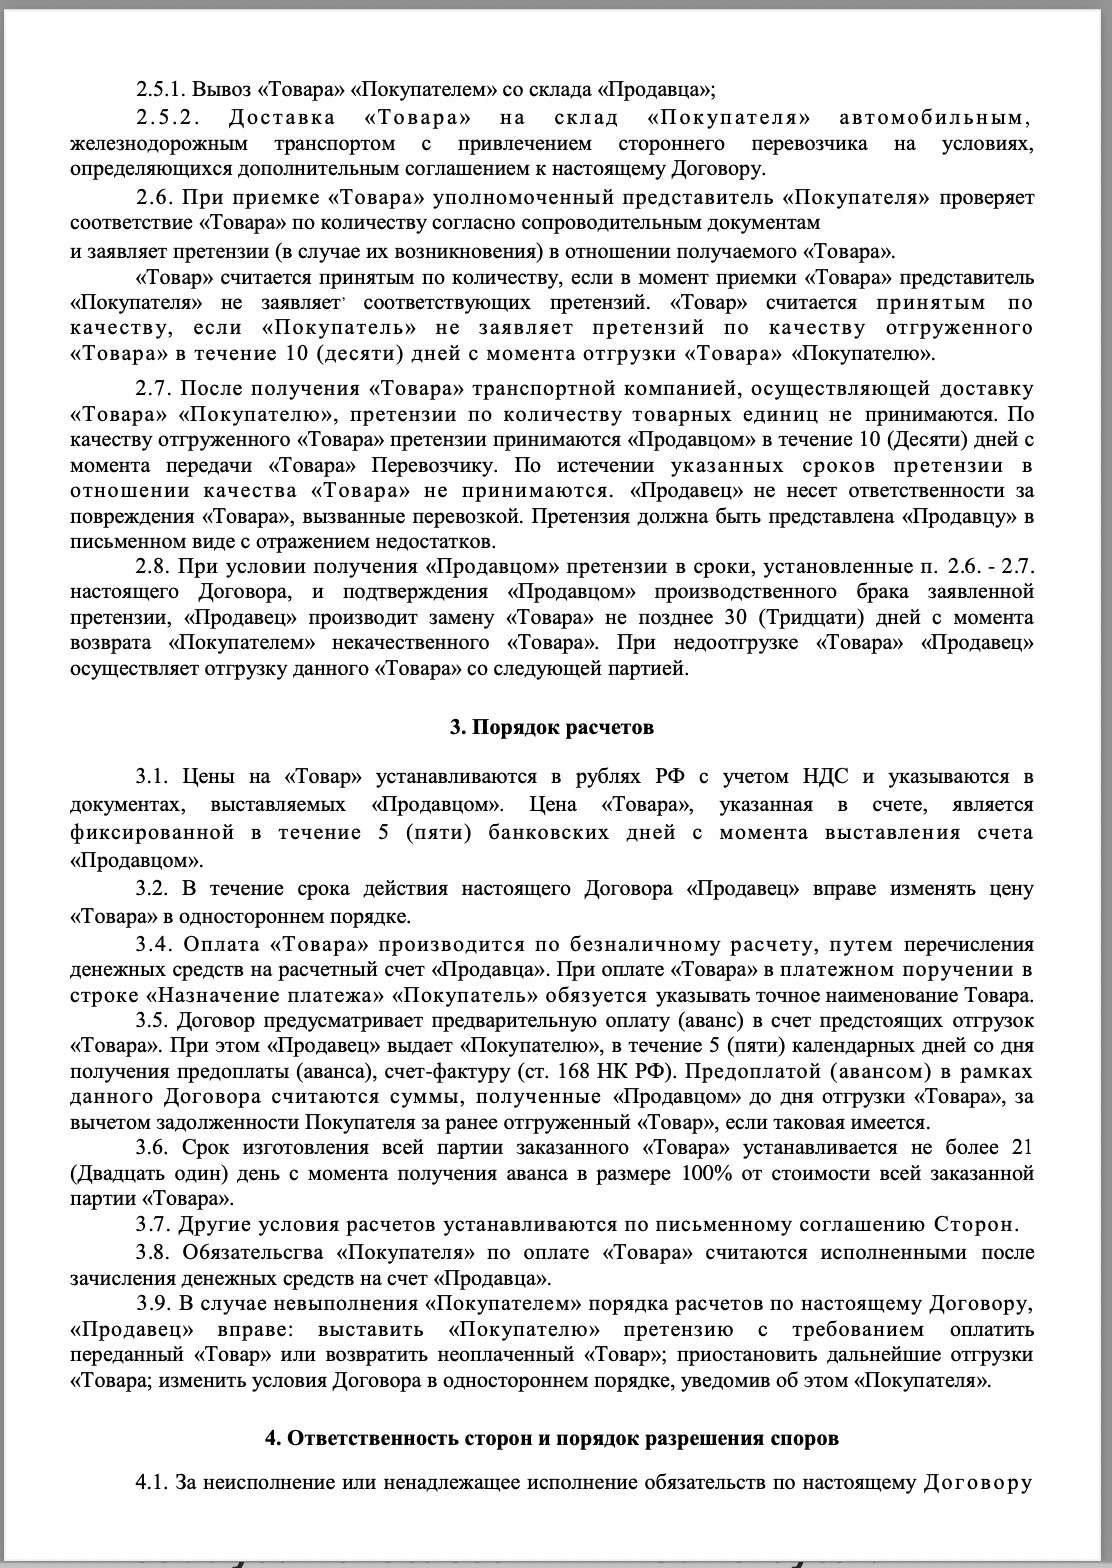 2.5.1. Вывоз «Товара» «Покупателем» со склада «Продавца»;
2.5.2. Доставка «Товара» на склад «Покупателя» автомобильным,
железнодорожным транспортом с привлечением стороннего перевозчика на условиях,
определяющихся дополнительным соглашением к настоящему Договору.
2.6. При приемке «Товара» уполномоченный представитель «Покупателя» проверяет
соответствие «Товара» по количеству согласно сопроводительным документам
и заявляет претензии (в случае их возникновения) в отношении получаемого «Товара».
«Товар» считается принятым по количеству, если в момент приемки «Товара» представитель
«Покупателя» не заявляет' соответствующих претензий. «Товар» считается принятым по
качеству, если «Покупатель» не заявляет претензий по качеству отгруженного
«Товара» в течение 10 (десяти) дней с момента отгрузки «Товара» «Покупателю».
2.7. После получения «Товара» транспортной компанией, осуществляющей доставку
«Товара» «Покупателю», претензии по количеству товарных единиц не принимаются. По
качеству отгруженного «Товара» претензии принимаются «Продавцом» в течение 10 (Десяти) дней с
момента передачи «Товара» Перевозчику. По истечении указанных сроков претензии в
отношении качества «Товара» не принимаются. «Продавец» не несет ответственности за
повреждения «Товара», вызванные перевозкой. Претензия должна быть представлена «Продавцу» в
письменном виде с отражением недостатков.
2.8. При условии получения «Продавцом» претензии в сроки, установленные п. 2.6. - 2.7.
настоящего Договора, и подтверждения «Продавцом» производственного брака заявленной
претензии, «Продавец» производит замену «Товара» не позднее 30 (Тридцати) дней с момента
возврата «Покупателем» некачественного «Товара». При недоотгрузке «Товара» «Продавец»
осуществляет отгрузку данного «Товара» со следующей партией.
3. Порядок расчетов
3.1. Цены на «Товар» устанавливаются в рублях РФ с учетом НДС и указываются в
документах, выставляемых «Продавцом». Цена «Товара», указанная в счете, является
фиксированной в течение 5 (пяти) банковских дней с момента выставления счета
«Продавцом».
3.2. В течение срока действия настоящего Договора «Продавец» вправе изменять цену
«Товара» в одностороннем порядке.
3.4. Оплата «Товара» производится по безналичному расчету, путем перечисления
денежных средств на расчетный счет «Продавца». При оплате «Товара» в платежном поручении в
строке «Назначение платежа» «Покупатель» обязуется указывать точное наименование Товара.
3.5. Договор предусматривает предварительную оплату (аванс) в счет предстоящих отгрузок
«Товара». При этом «Продавец» выдает «Покупателю», в течение 5 (пяти) календарных дней со дня
получения предоплаты (аванса), счет-фактуру (ст. 168 НК РФ). Предоплатой (авансом) в рамках
данного Договора считаются суммы, полученные «Продавцом» до дня отгрузки «Товара», за
вычетом задолженности Покупателя за ранее отгруженный «Товар», если таковая имеется.
3.6. Срок изготовления всей партии заказанного «Товара» устанавливается не более 21
(Двадцать один) день с момента получения аванса в размере 100% от стоимости всей заказанной
партии «Товара».
3.7. Другие условия расчетов устанавливаются по письменному соглашению Сторон.
3.8. Обязательсгва «Покупателя» по оплате «Товара» считаются исполненными после
зачисления денежных средств на счет «Продавца».
3.9. В случае невыполнения «Покупателем» порядка расчетов по настоящему Договору,
«Продавец» вправе: выставить «Покупателю» претензию с требованием оплатить
переданный «Товар» или возвратить неоплаченный «Товар»; приостановить дальнейшие отгрузки
«Товара; изменить условия Договора в одностороннем порядке, уведомив об этом «Покупателя».
4. Ответственность сторон и порядок разрешения споров
4.1. За неисполнение или ненадлежащее исполнение обязательств по настоящему Договору